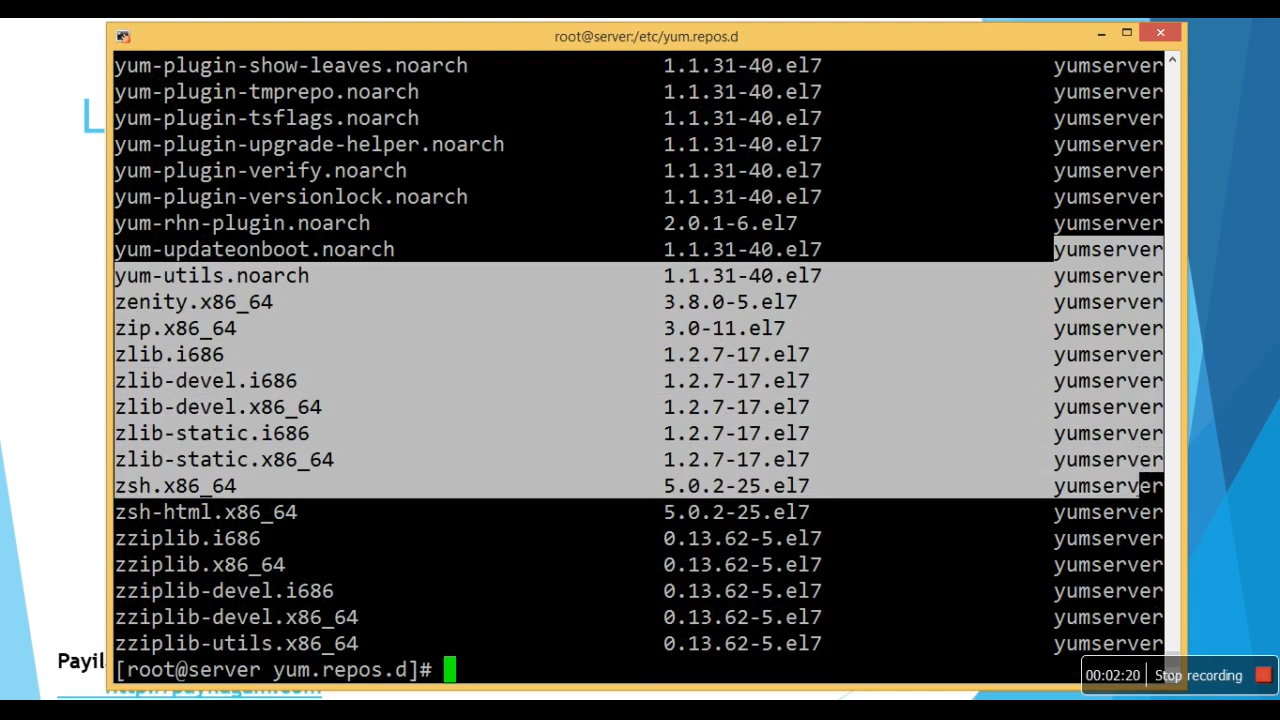 root@server:/etc/yum.repos.d
L
yum-plugin-show-leaves.noarch 1.1.31-40.el7 yumserver
yum-plugin-tmprepo.noarch 1.1.31-40.el7 yumserver
yum-plugin-tsflags.noarch 1.1.31-40.el7 yumserver
yum-plugin-upgrade-helper.noarch 1.1.31-40.el7 yumserver
yum-plugin-verify.noarch 1.1.31-40.el7 yumserver
yum-plugin-versionlock.noarch 1.1.31-40.el7 yumserver
yum-rhn-plugin.noarch 2.0.1-6.el7 yumserver
yum-updateonboot.noarch 1.1.31-40.el7 yumserver
yum-utils.noarch 1.1.31-40.el7 yumserver
zenity.x86_64 3.8.0-5.el7 yumserver
zip.x86_64 3.0-11.el7 yumserver
zlib.i686 1.2.7-17.el7 yumserver
zlib-devel.i686 1.2.7-17.el7 yumserver
zlib-devel.x86_64 1.2.7-17.el7 yumserver
zlib-static.i686 1.2.7-17.el7 yumserver
zlib-static.x86_64 1.2.7-17.el7 yumserver
zsh.x86_64 5.0.2-25.el7 yumserver
zsh-html.x86_64 5.0.2-25.el7 yumserver
zziplib.i686 0.13.62-5.el7 yumserver
zziplib.x86_64 0.13.62-5.el7 yumserver
zziplib-devel.i686 0.13.62-5.el7 yumserver
zziplib-devel.x86_64 0.13.62-5.el7 yumserver
zziplib-utils.x86_64 0.13.62-5.el7 yumserver
[root@server yum.repos.d]#
Payil
00:02:20 Stop recording